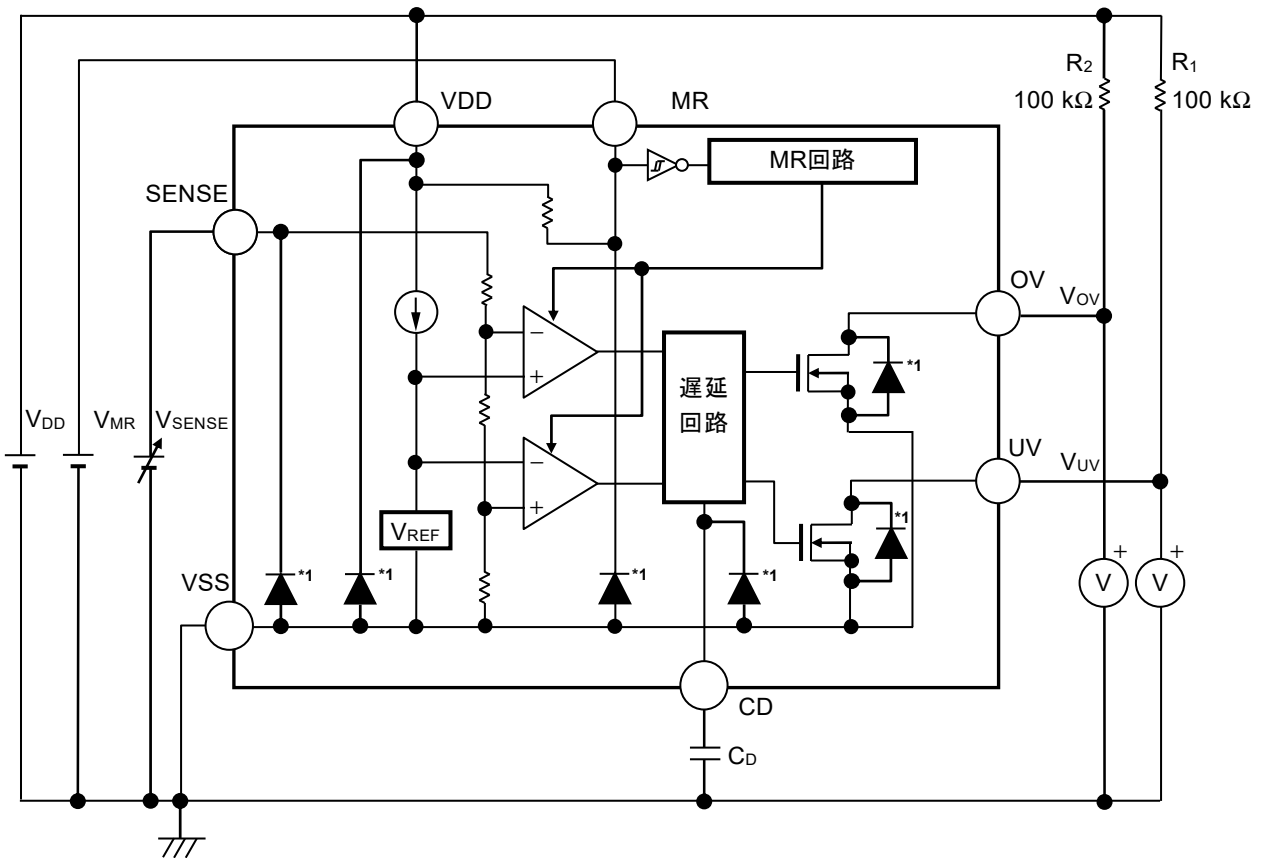 R2
100 kΩ
R1
100 kΩ
VDD
MR
MR回路
SENSE
OV
VOV
*1
−
+
遅延
回路
VDD
VMR
VSENSE
UV
VUV
*1
−
+
VREF
VSS
*1
*1
*1
*1
+
V
+
V
CD
CD